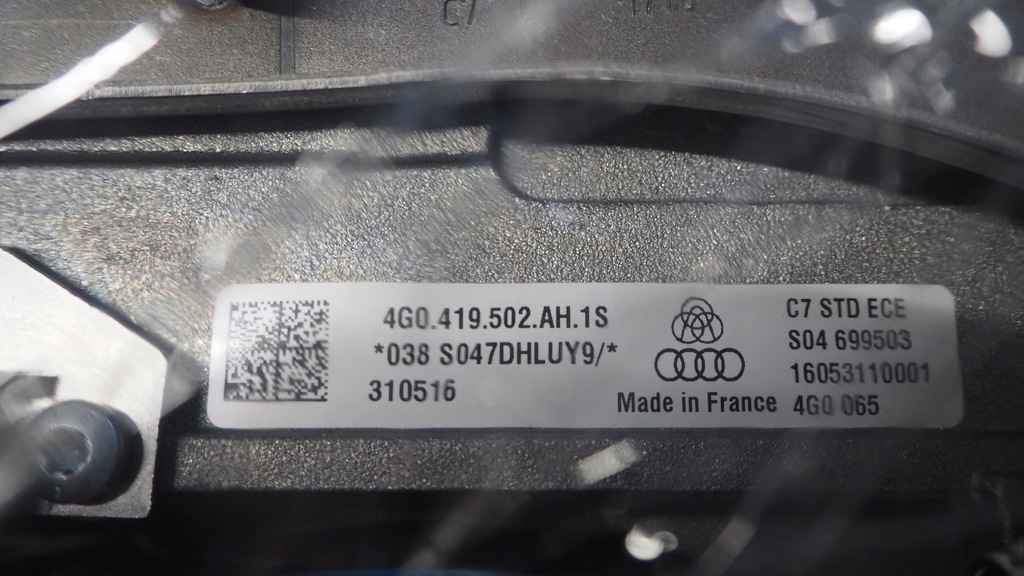 4G0.419.502.AH.1S
*038 S047DHLUY9/*
310516
Made in France
C7 STD ECE
S04 699503
16053110001
4G0 065